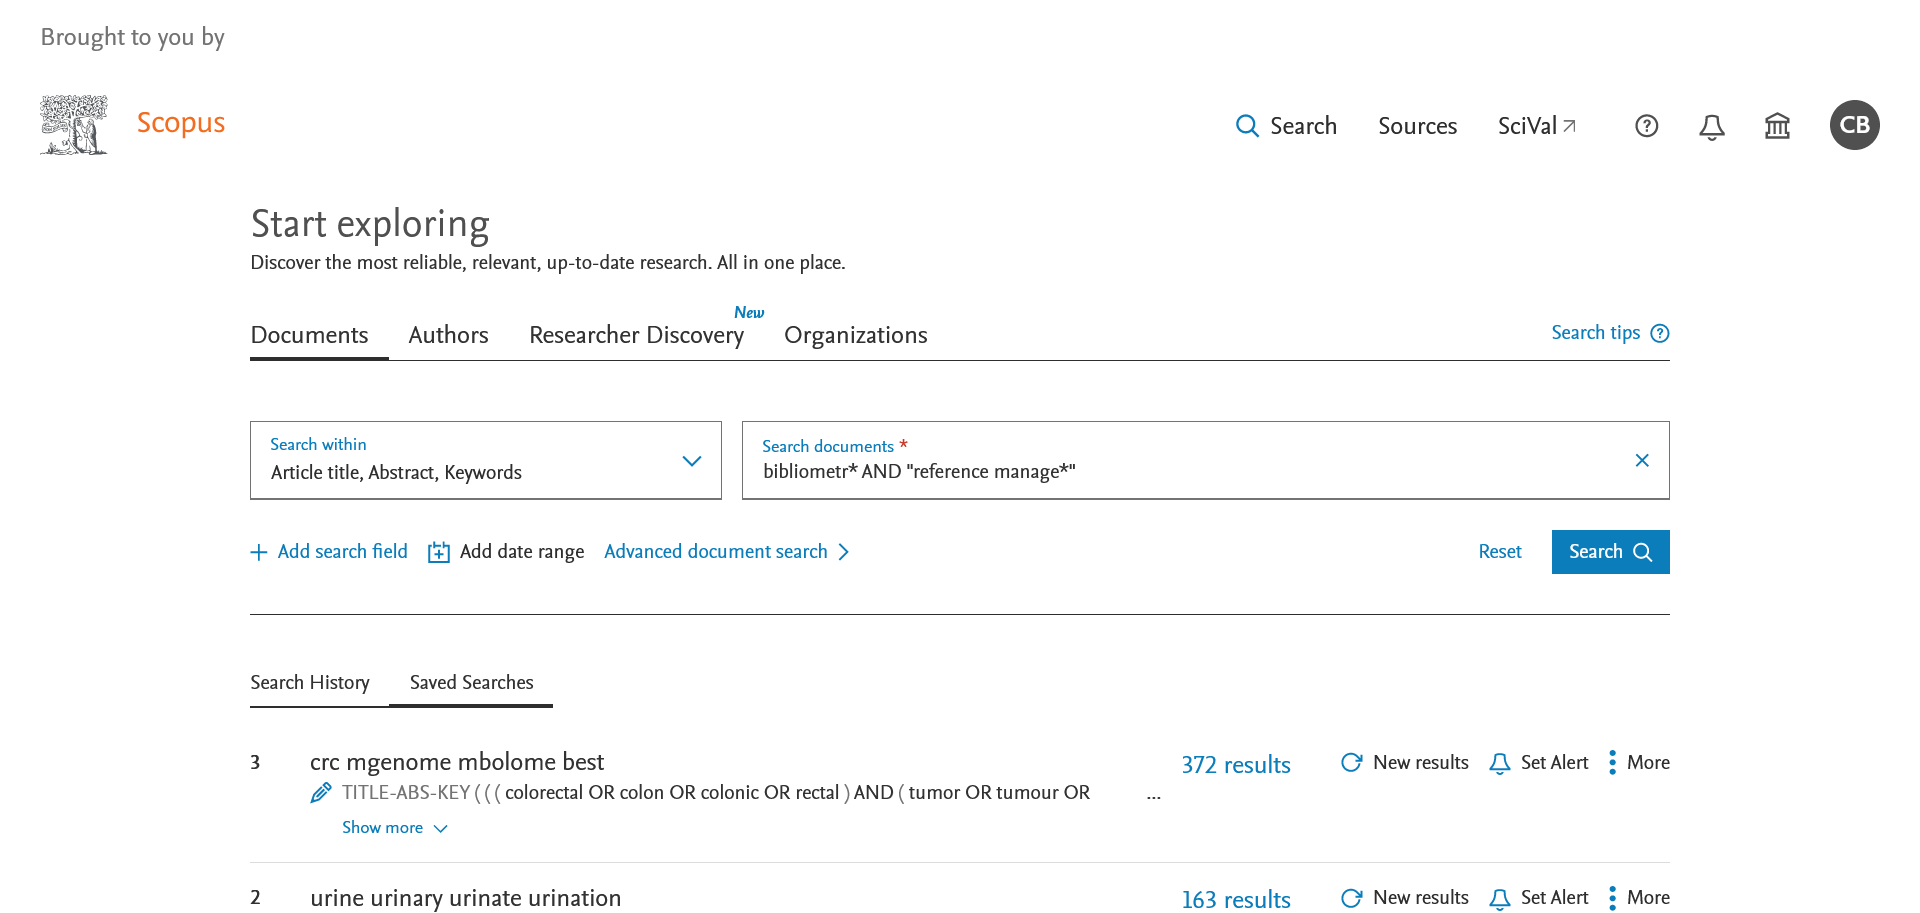 Brought to you by
Scopus
Search Sources SciVal CB
Start exploring
Discover the most reliable, relevant, up-to-date research. All in one place.
New
Documents Authors Researcher Discovery Organizations Search tips
Search within
Article title, Abstract, Keywords
Search documents *
bibliometr* AND "reference manage*"
Add search field Add date range Advanced document search Reset Search
Search History Saved Searches
3 crc mgenome mbolome best 372 results New results Set Alert More
TITLE-ABS-KEY ( ( ( colorectal OR colon OR colonic OR rectal ) AND ( tumor OR tumour OR ...
Show more
2 urine urinary urinate urination 163 results New results Set Alert More